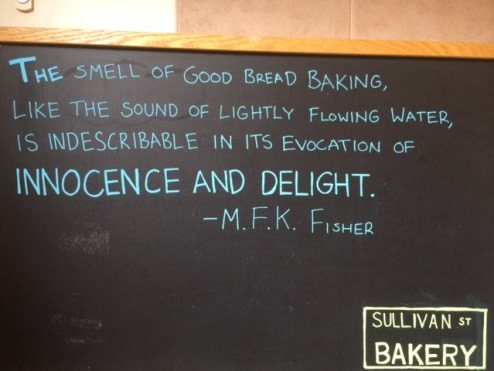 THE SMELL OF GOOD BREAD BAKING,
LIKE THE SOUND OF LIGHTLY FLOWING WATER,
IS INDESCRIBABLE IN ITS EVOCATION OF
INNOCENCE AND DELIGHT.
-M.F.K. FISHER
SULLIVAN ST
BAKERY